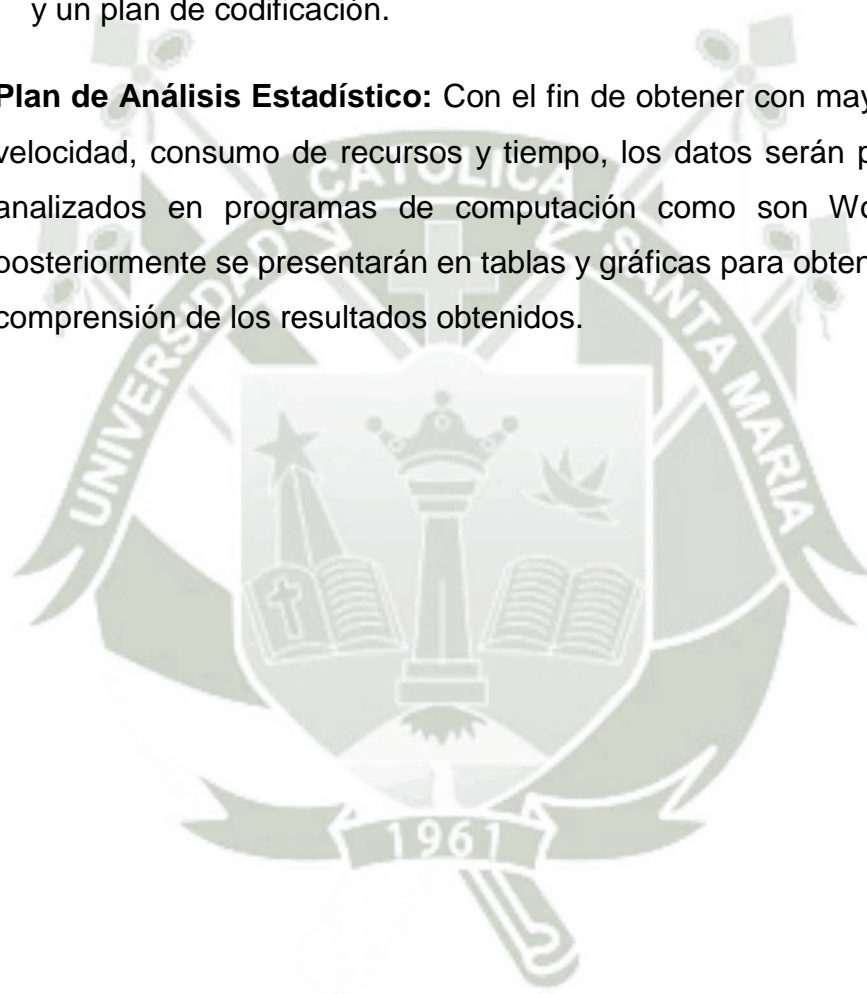 y un plan de codificación.
Plan de Análisis Estadístico: Con el fin de obtener con may
velocidad, consumo de recursos y tiempo, los datos serán p
analizados en programas de computación como son Wo
posteriormente se presentarán en tablas y gráficas para obten
comprensión de los resultados obtenidos.
UNIVERSIDAD CATOLICA SANTA MARIA
1961